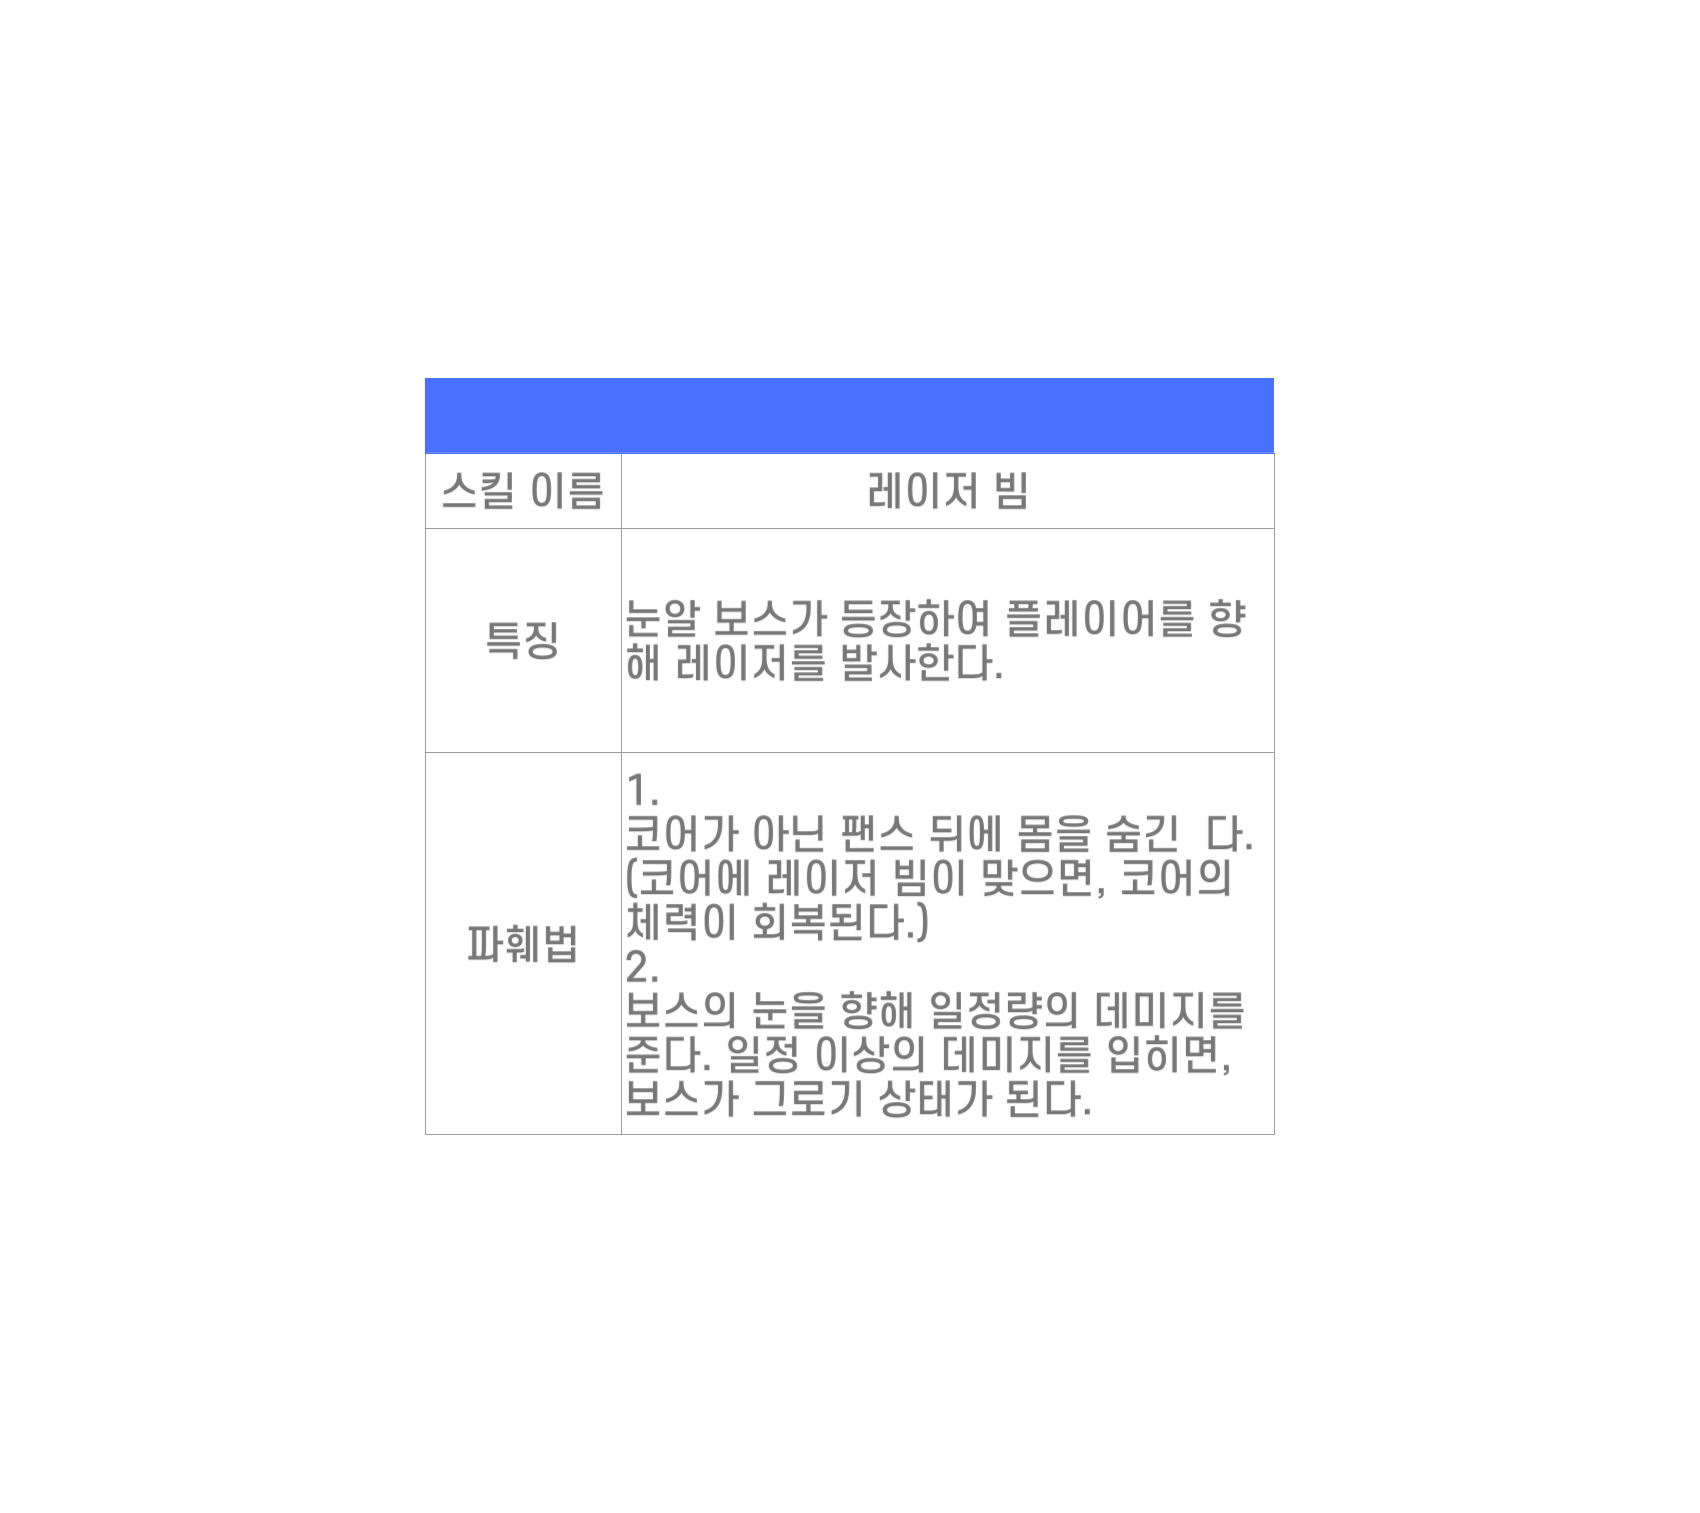 스킬 이름
레이저 빔
특징
눈알 보스가 등장하여 플레이어를 향
해 레이저를 발사한다.
파훼법
1.
코어가 아닌 팬스 뒤에 몸을 숨긴  다.
(코어에 레이저 빔이 맞으면, 코어의
체력이 회복된다.)
2.
보스의 눈을 향해 일정량의 데미지를
준다. 일정 이상의 데미지를 입히면,
보스가 그로기 상태가 된다.